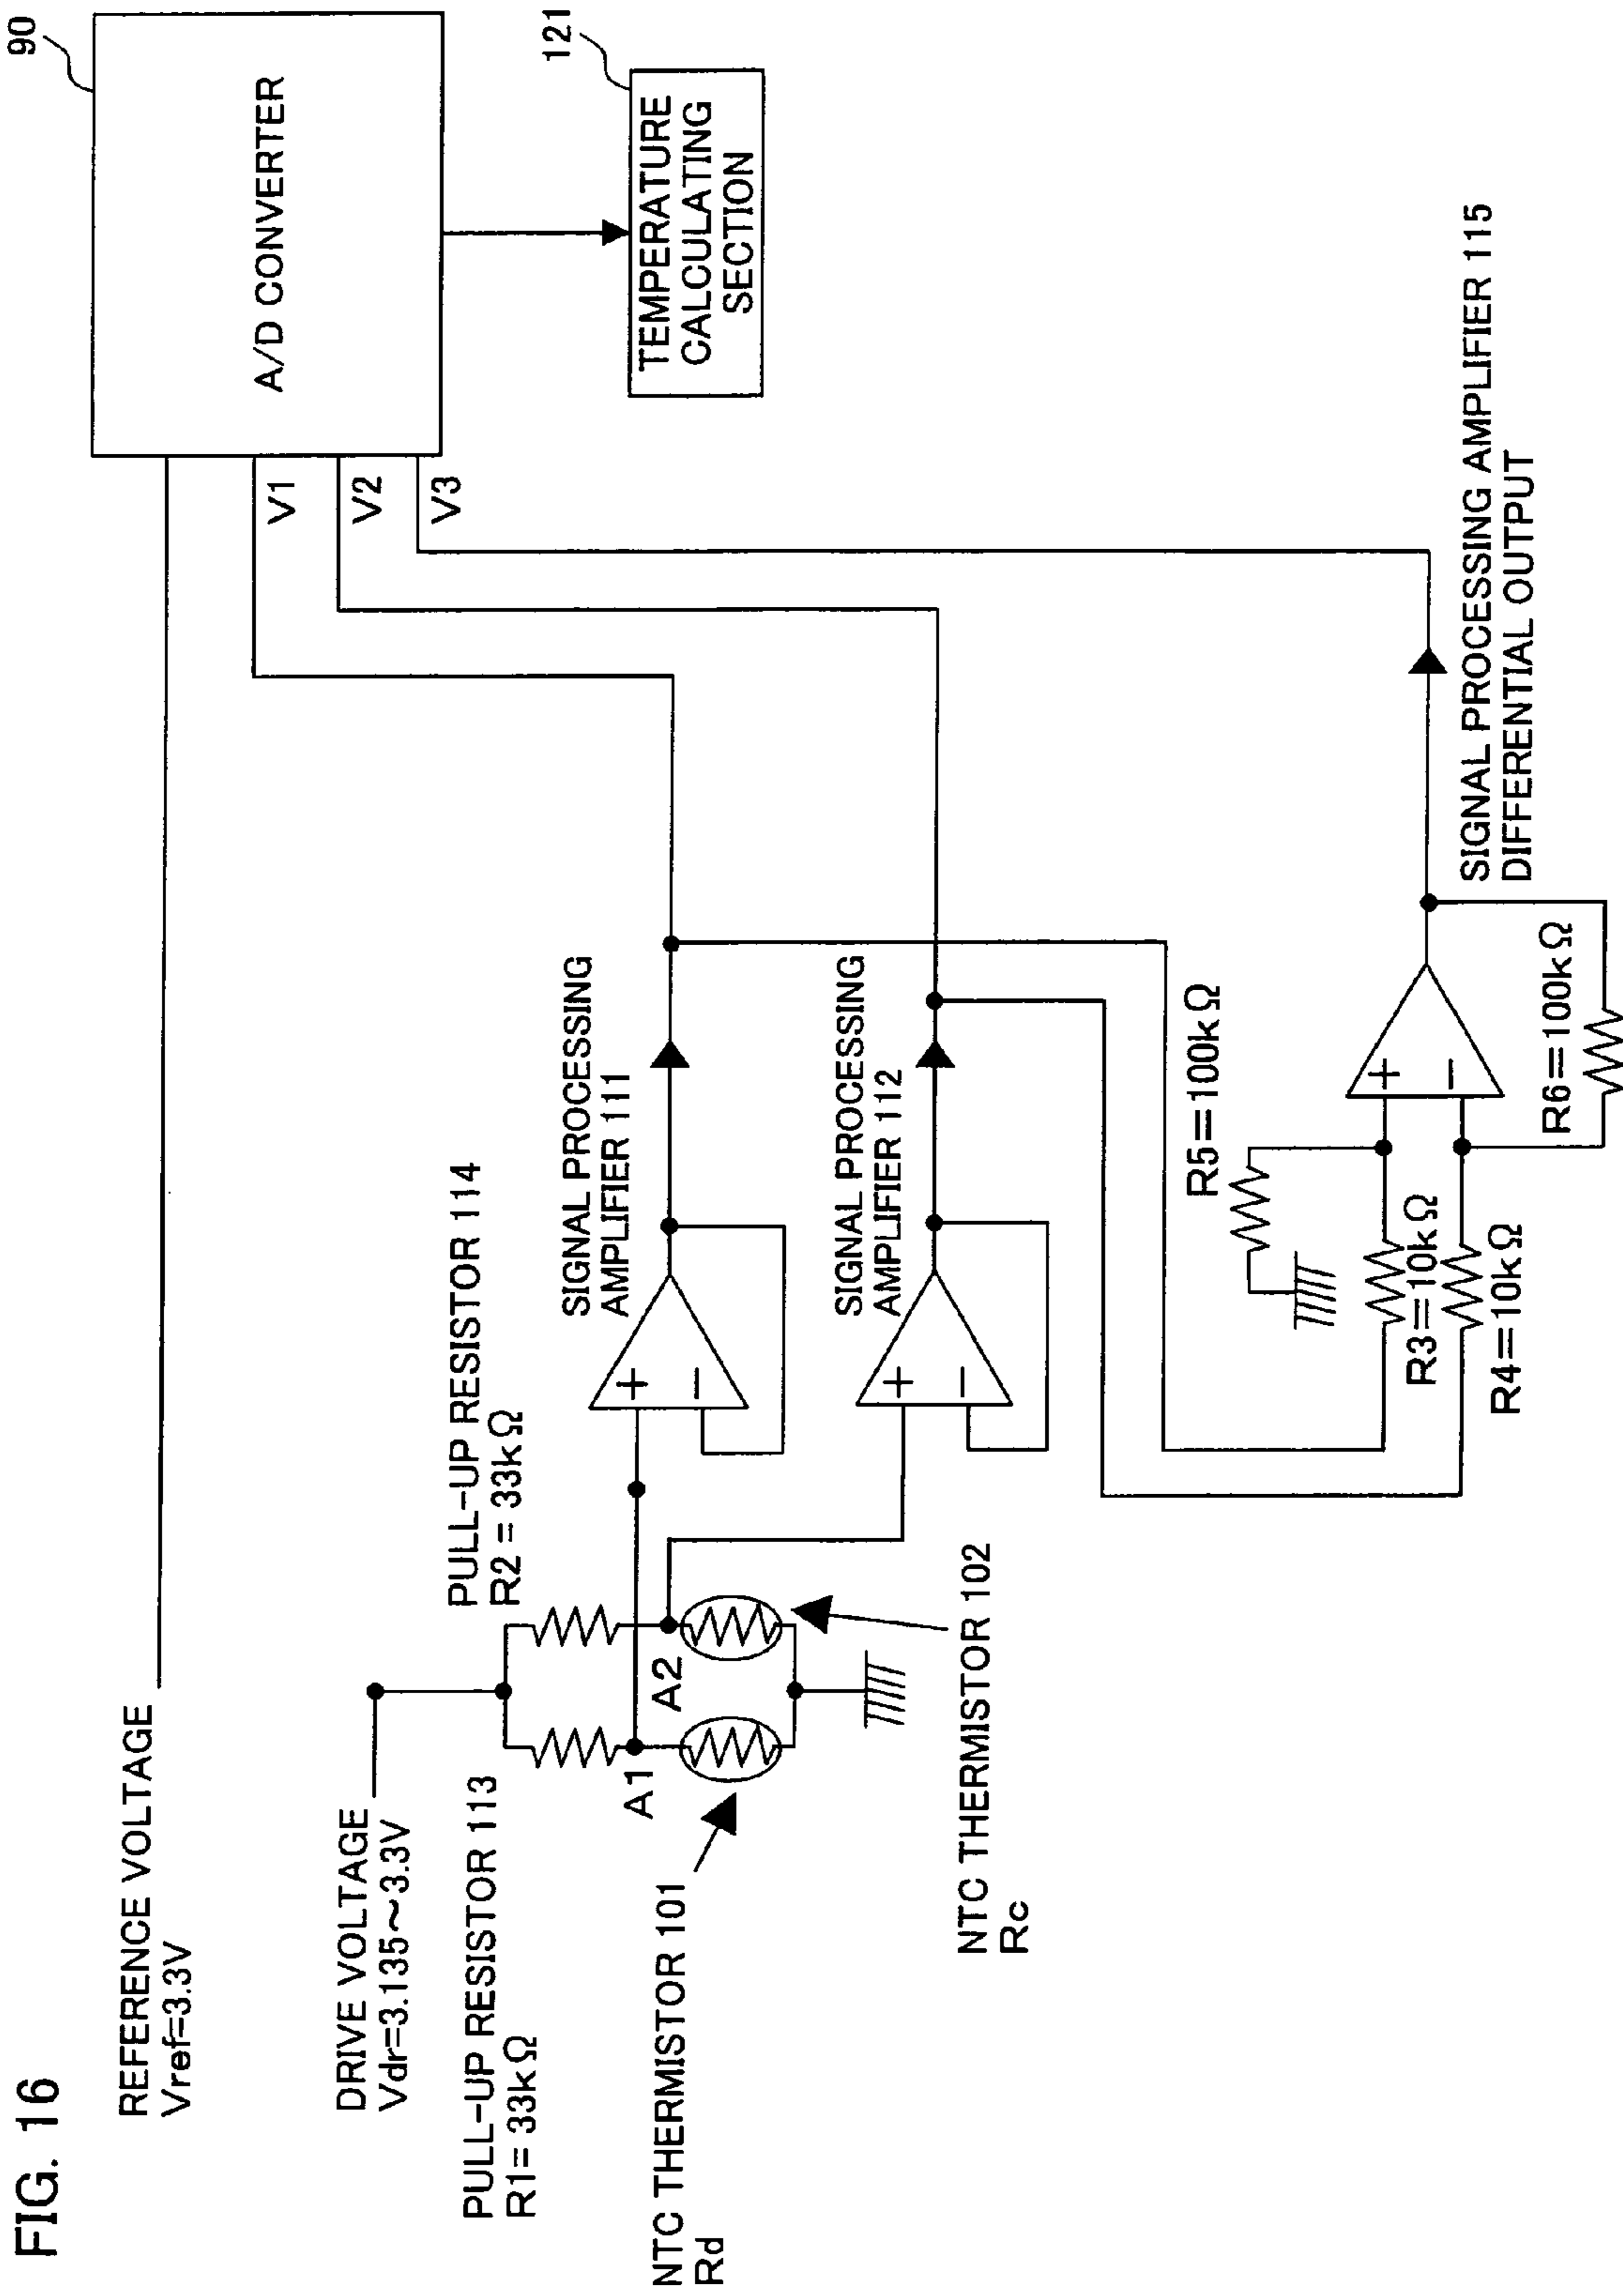 FIG. 16
REFERENCE VOLTAGE
Vref=3.3V
DRIVE VOLTAGE
Vdr=3.135~3.3V
PULL-UP RESISTOR 113
R1=33kΩ
PULL-UP RESISTOR 114
R2=33kΩ
NTC THERMISTOR 101
Rd
A1
A2
NTC THERMISTOR 102
Rc
SIGNAL PROCESSING
AMPLIFIER 111
+
−
SIGNAL PROCESSING
AMPLIFIER 112
+
−
R3=10kΩ
R4=10kΩ
R5=100kΩ
R6=100kΩ
+
−
SIGNAL PROCESSING AMPLIFIER 115
DIFFERENTIAL OUTPUT
V1
V2
V3
A/D CONVERTER
90
TEMPERATURE
CALCULATING
SECTION
121